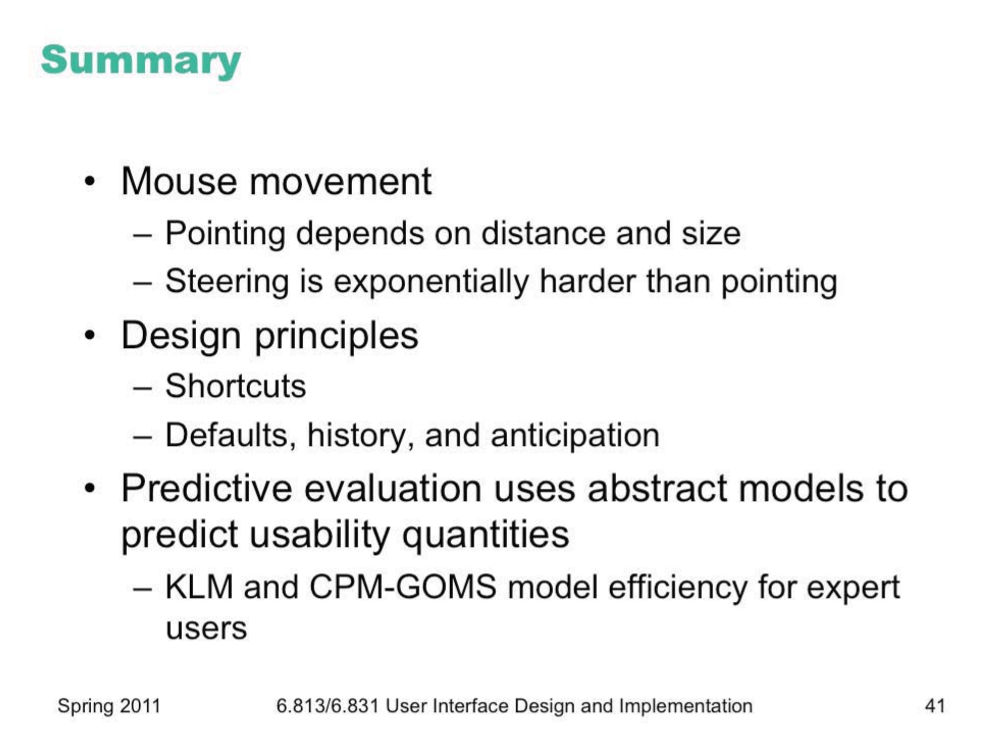 Summary
• Mouse movement
– Pointing depends on distance and size
– Steering is exponentially harder than pointing
• Design principles
– Shortcuts
– Defaults, history, and anticipation
• Predictive evaluation uses abstract models to
predict usability quantities
– KLM and CPM-GOMS model efficiency for expert
users
Spring 2011
6.813/6.831 User Interface Design and Implementation
41